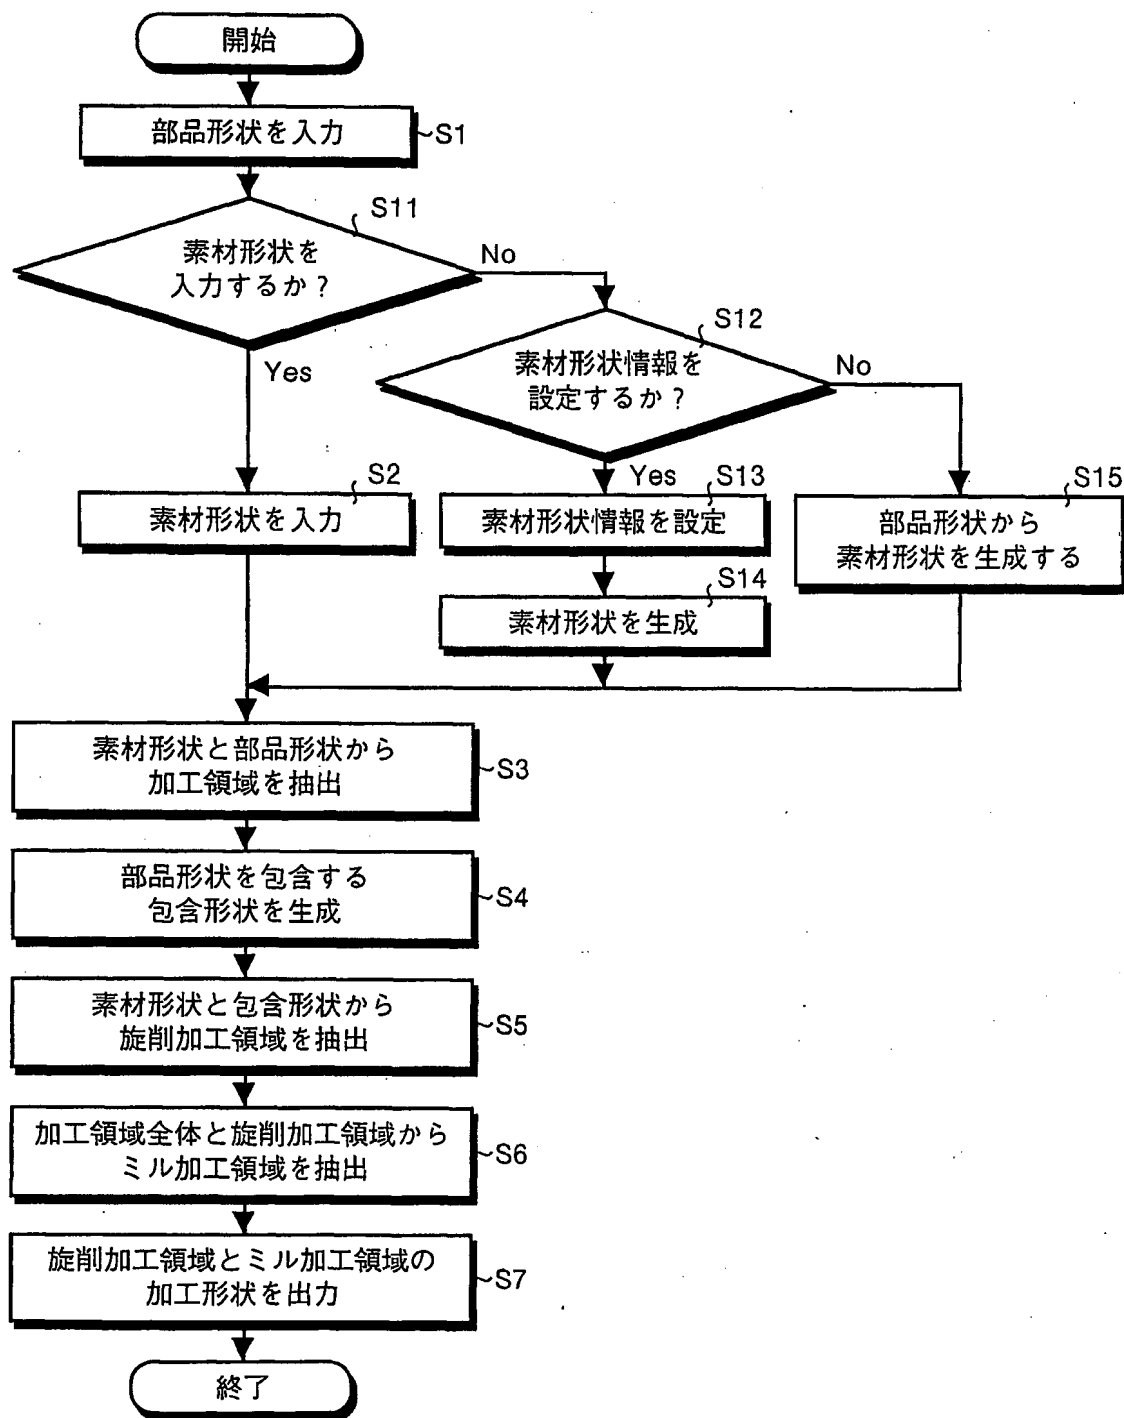 開始
部品形状を入力
S1
S11
素材形状を
入力するか？
No
Yes
S12
素材形状情報を
設定するか？
No
Yes
S2
素材形状を入力
S13
素材形状情報を設定
S14
素材形状を生成
S15
部品形状から
素材形状を生成する
素材形状と部品形状から
加工領域を抽出
S3
部品形状を包含する
包含形状を生成
S4
素材形状と包含形状から
旋削加工領域を抽出
S5
加工領域全体と旋削加工領域から
ミル加工領域を抽出
S6
旋削加工領域とミル加工領域の
加工形状を出力
S7
終了